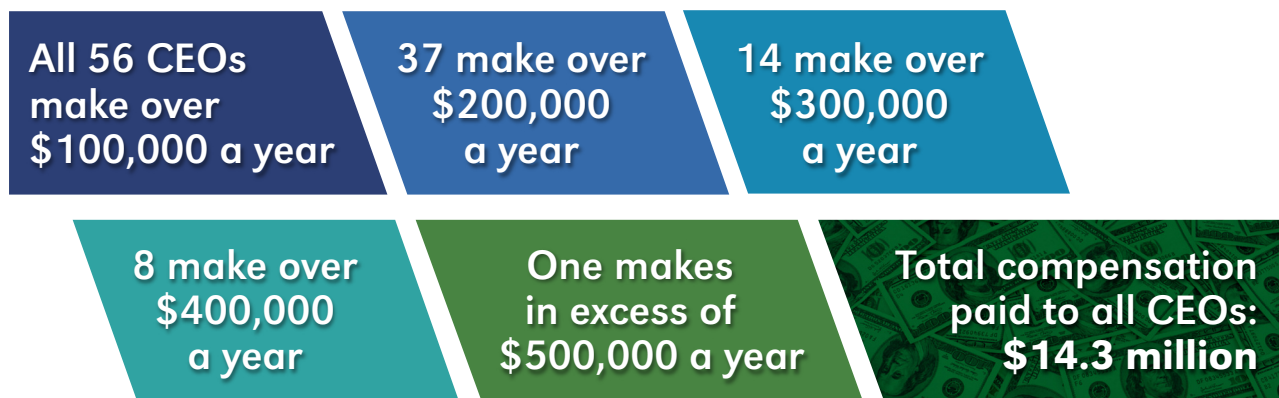 All 56 CEOs
make over
$100,000 a year
37 make over
$200,000
a year
14 make over
$300,000
a year
8 make over
$400,000
a year
One makes
in excess of
$500,000 a year
Total compensation
paid to all CEOs:
$14.3 million